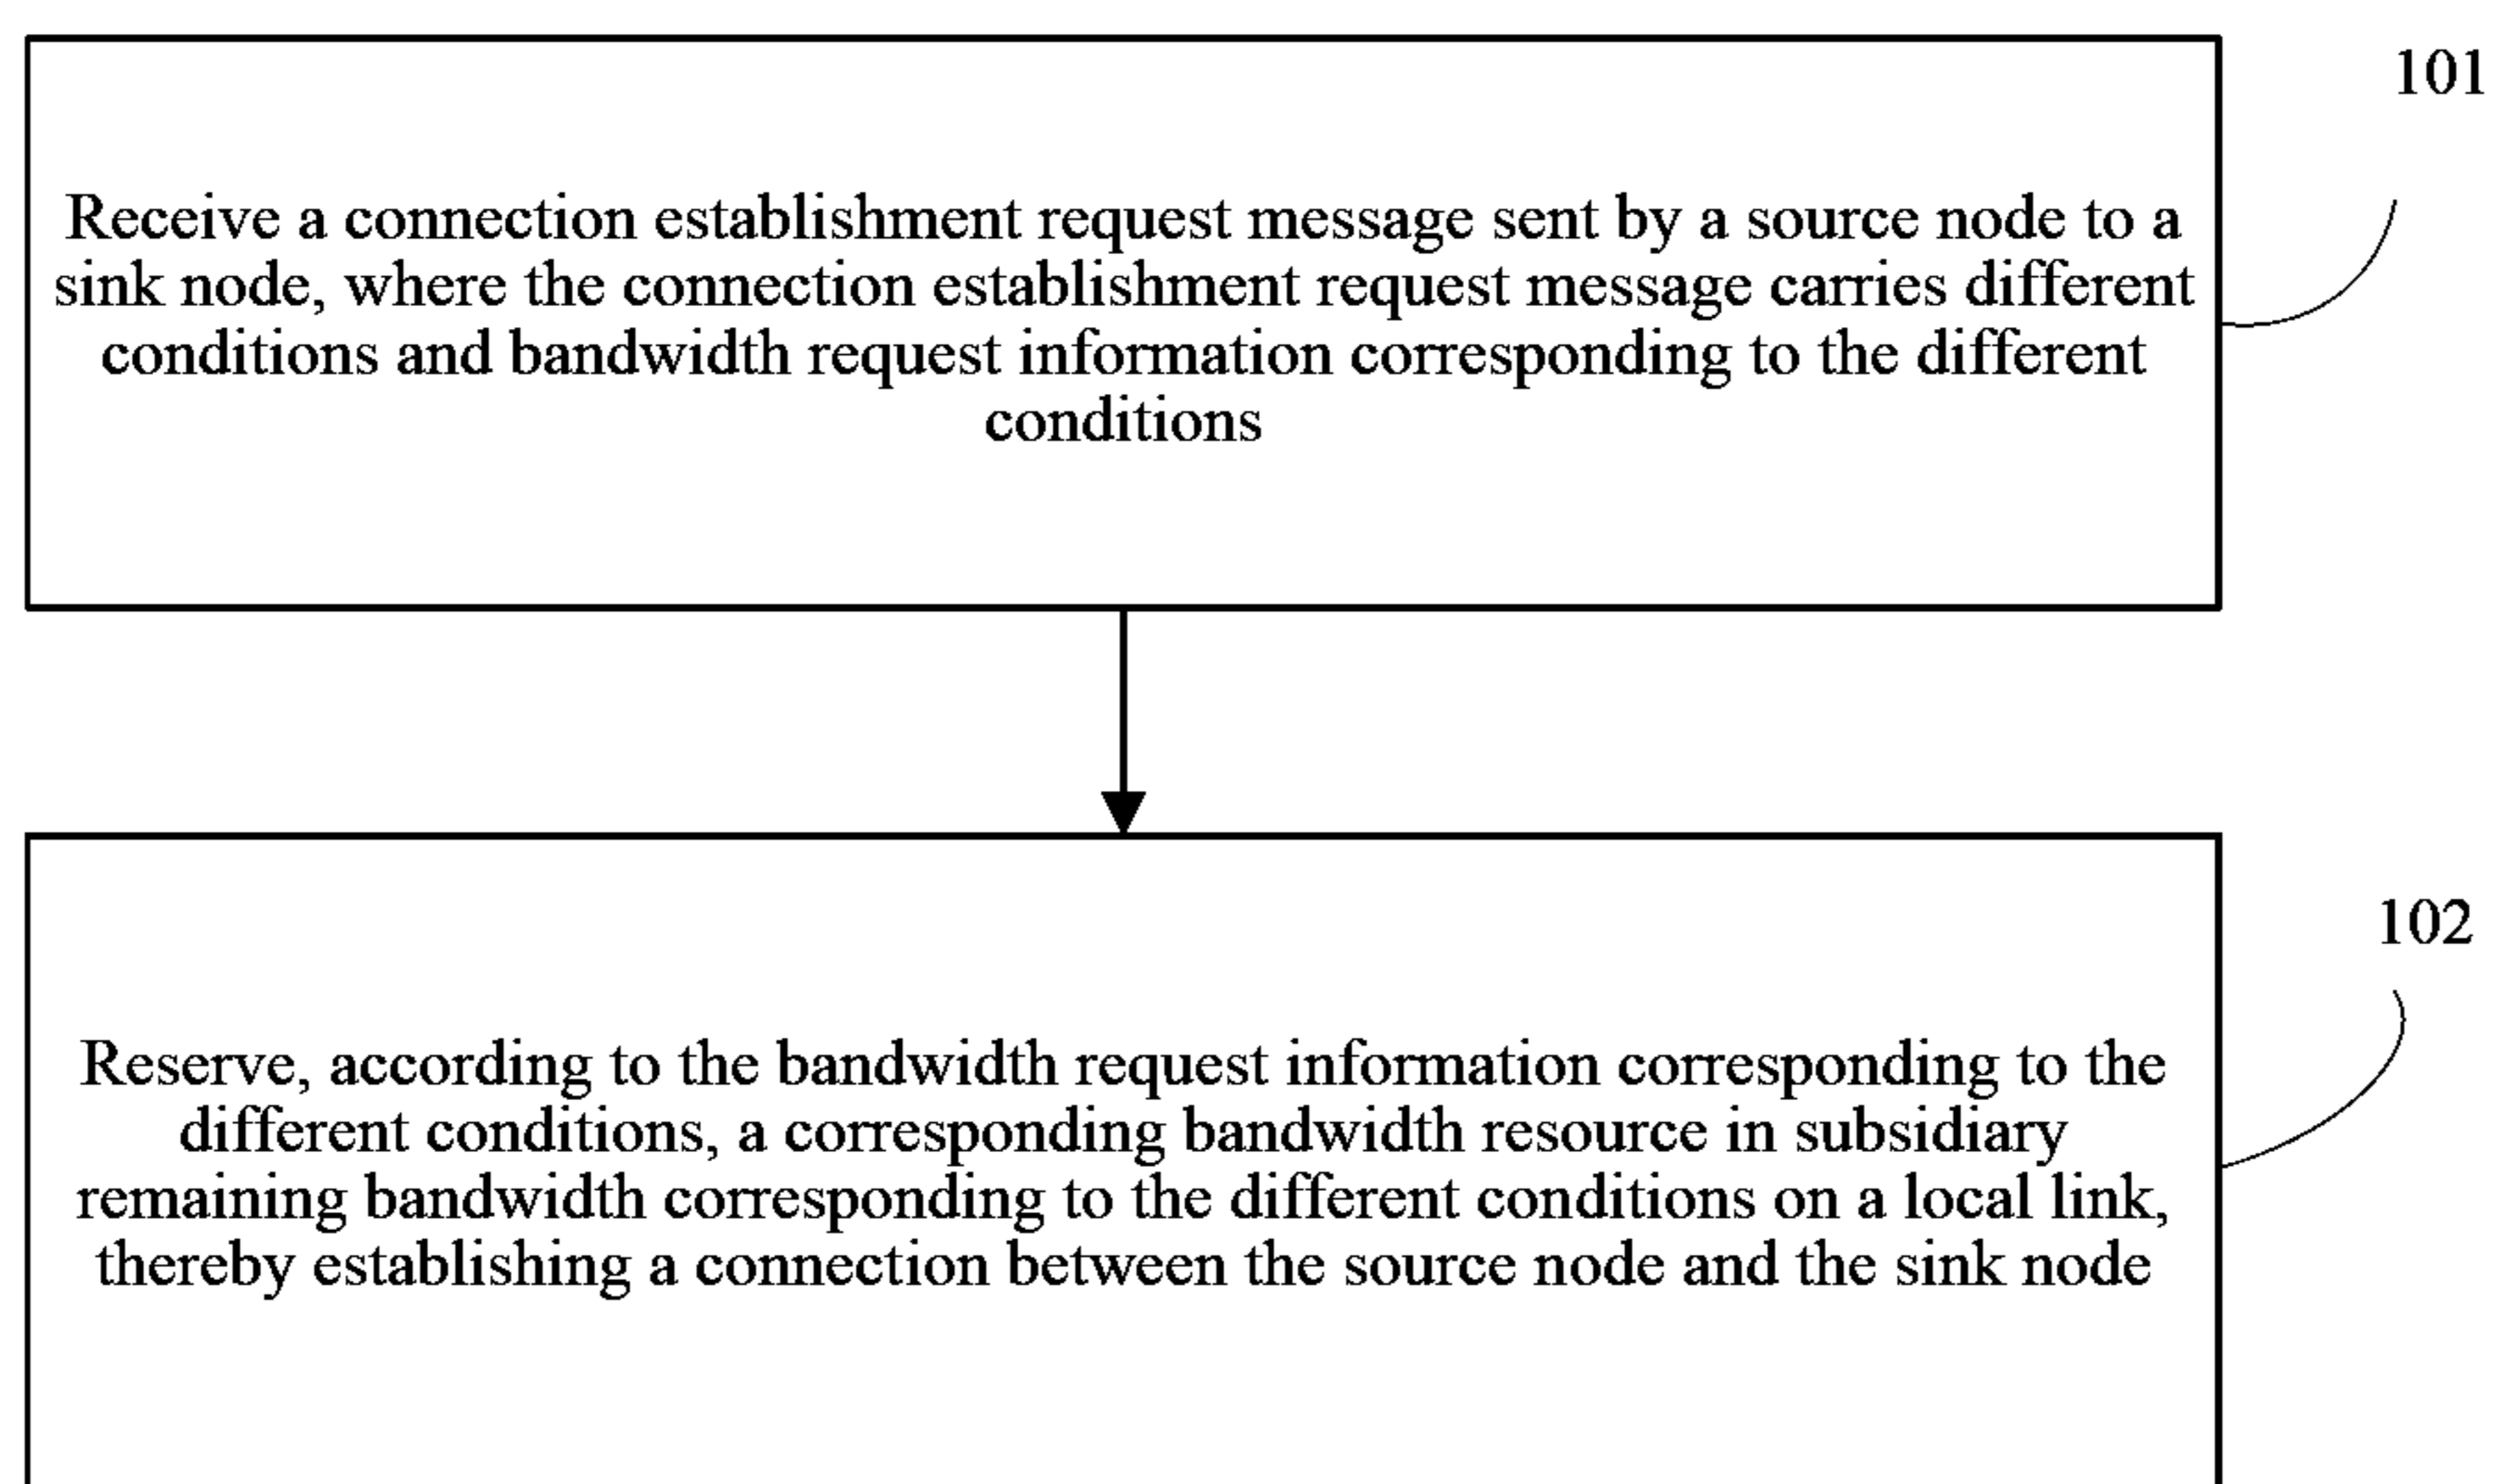 101
Receive a connection establishment request message sent by a source node to a
sink node, where the connection establishment request message carries different
conditions and bandwidth request information corresponding to the different
conditions
102
Reserve, according to the bandwidth request information corresponding to the
different conditions, a corresponding bandwidth resource in subsidiary
remaining bandwidth corresponding to the different conditions on a local link,
thereby establishing a connection between the source node and the sink node